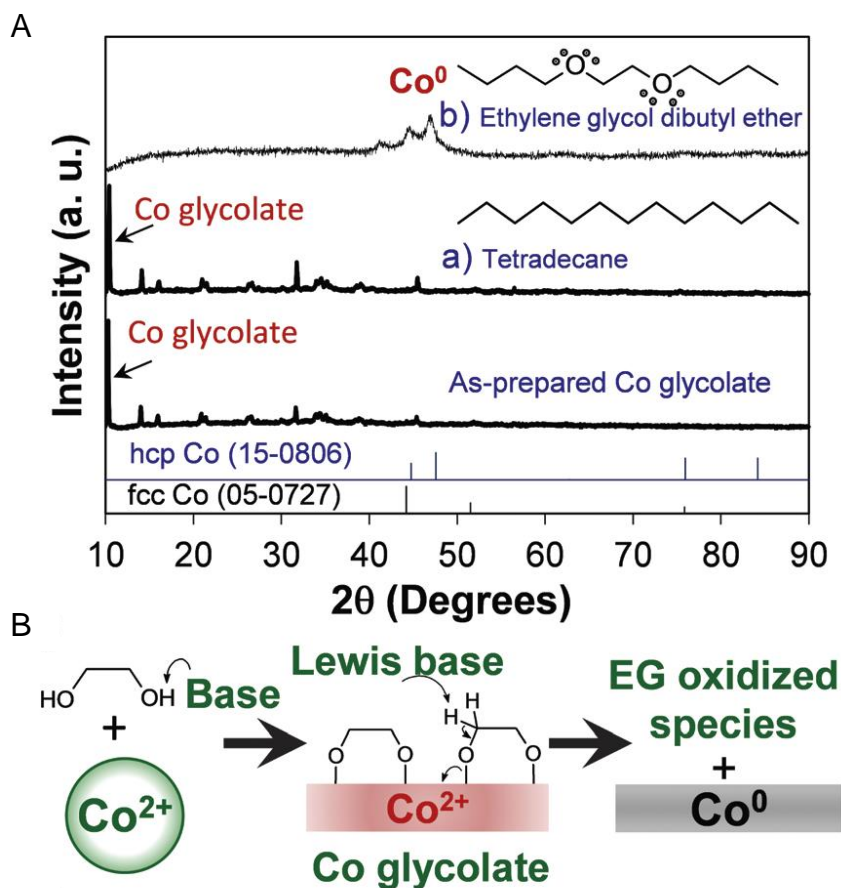 A
Co⁰
O
O
b) Ethylene glycol dibutyl ether
Co glycolate
a) Tetradecane
Co glycolate
As-prepared Co glycolate
hcp Co (15-0806)
fcc Co (05-0727)
Intensity (a. u.)
10 20 30 40 50 60 70 80 90
2θ (Degrees)
B
HO
OH
Base
+
Co²⁺
Lewis base
H
H
O
O
O
O
Co²⁺
Co glycolate
EG oxidized
species
+
Co⁰